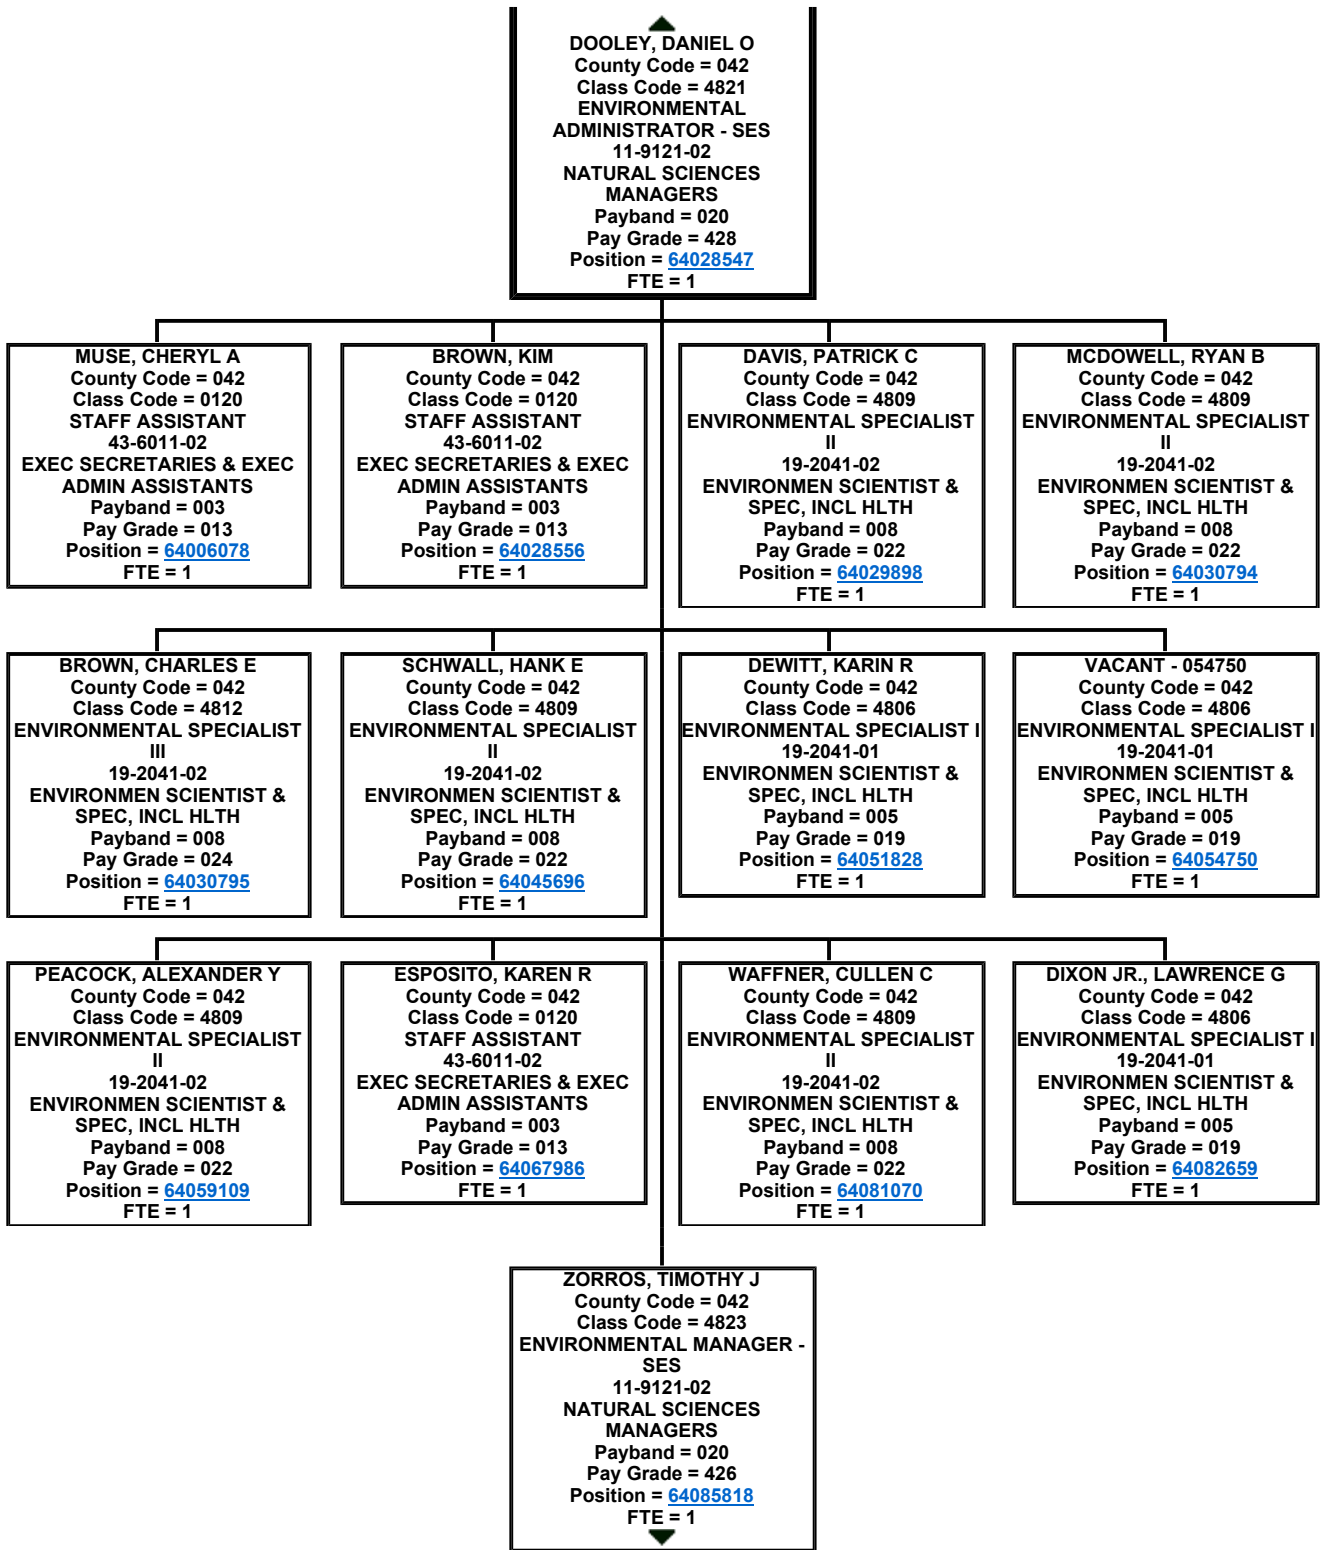 DOOLEY, DANIEL O
County Code = 042
Class Code = 4821
ENVIRONMENTAL
ADMINISTRATOR - SES
11-9121-02
NATURAL SCIENCES
MANAGERS
Payband = 020
Pay Grade = 428
Position = 64028547
FTE = 1
MUSE, CHERYL A
County Code = 042
Class Code = 0120
STAFF ASSISTANT
43-6011-02
EXEC SECRETARIES & EXEC
ADMIN ASSISTANTS
Payband = 003
Pay Grade = 013
Position = 64006078
FTE = 1
BROWN, KIM
County Code = 042
Class Code = 0120
STAFF ASSISTANT
43-6011-02
EXEC SECRETARIES & EXEC
ADMIN ASSISTANTS
Payband = 003
Pay Grade = 013
Position = 64028556
FTE = 1
DAVIS, PATRICK C
County Code = 042
Class Code = 4809
ENVIRONMENTAL SPECIALIST
II
19-2041-02
ENVIRONMEN SCIENTIST &
SPEC, INCL HLTH
Payband = 008
Pay Grade = 022
Position = 64029898
FTE = 1
MCDOWELL, RYAN B
County Code = 042
Class Code = 4809
ENVIRONMENTAL SPECIALIST
II
19-2041-02
ENVIRONMEN SCIENTIST &
SPEC, INCL HLTH
Payband = 008
Pay Grade = 022
Position = 64030794
FTE = 1
BROWN, CHARLES E
County Code = 042
Class Code = 4812
ENVIRONMENTAL SPECIALIST
III
19-2041-02
ENVIRONMEN SCIENTIST &
SPEC, INCL HLTH
Payband = 008
Pay Grade = 024
Position = 64030795
FTE = 1
SCHWALL, HANK E
County Code = 042
Class Code = 4809
ENVIRONMENTAL SPECIALIST
II
19-2041-02
ENVIRONMEN SCIENTIST &
SPEC, INCL HLTH
Payband = 008
Pay Grade = 022
Position = 64045696
FTE = 1
DEWITT, KARIN R
County Code = 042
Class Code = 4806
ENVIRONMENTAL SPECIALIST I
19-2041-01
ENVIRONMEN SCIENTIST &
SPEC, INCL HLTH
Payband = 005
Pay Grade = 019
Position = 64051828
FTE = 1
VACANT - 054750
County Code = 042
Class Code = 4806
ENVIRONMENTAL SPECIALIST I
19-2041-01
ENVIRONMEN SCIENTIST &
SPEC, INCL HLTH
Payband = 005
Pay Grade = 019
Position = 64054750
FTE = 1
PEACOCK, ALEXANDER Y
County Code = 042
Class Code = 4809
ENVIRONMENTAL SPECIALIST
II
19-2041-02
ENVIRONMEN SCIENTIST &
SPEC, INCL HLTH
Payband = 008
Pay Grade = 022
Position = 64059109
FTE = 1
ESPOSITO, KAREN R
County Code = 042
Class Code = 0120
STAFF ASSISTANT
43-6011-02
EXEC SECRETARIES & EXEC
ADMIN ASSISTANTS
Payband = 003
Pay Grade = 013
Position = 64067986
FTE = 1
WAFFNER, CULLEN C
County Code = 042
Class Code = 4809
ENVIRONMENTAL SPECIALIST
II
19-2041-02
ENVIRONMEN SCIENTIST &
SPEC, INCL HLTH
Payband = 008
Pay Grade = 022
Position = 64081070
FTE = 1
DIXON JR., LAWRENCE G
County Code = 042
Class Code = 4806
ENVIRONMENTAL SPECIALIST I
19-2041-01
ENVIRONMEN SCIENTIST &
SPEC, INCL HLTH
Payband = 005
Pay Grade = 019
Position = 64082659
FTE = 1
ZORROS, TIMOTHY J
County Code = 042
Class Code = 4823
ENVIRONMENTAL MANAGER -
SES
11-9121-02
NATURAL SCIENCES
MANAGERS
Payband = 020
Pay Grade = 426
Position = 64085818
FTE = 1